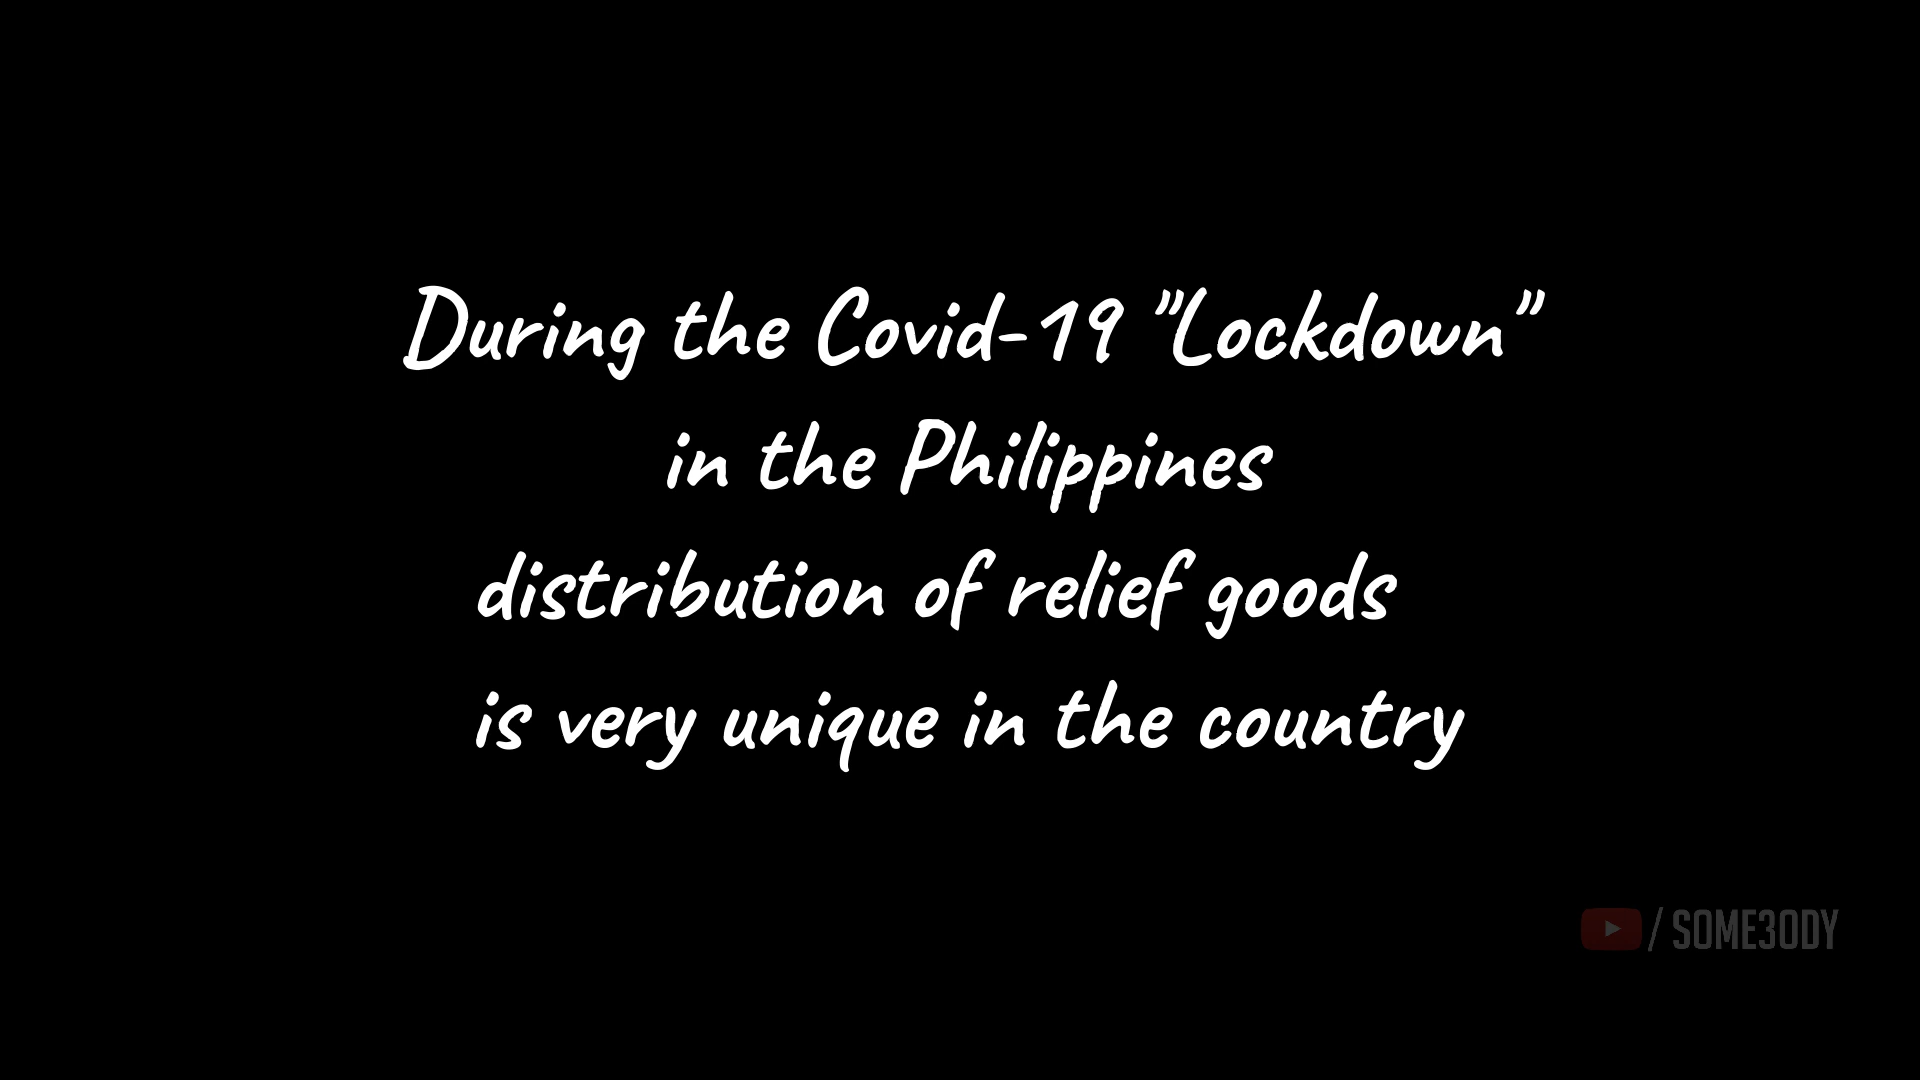 During the Covid-19 "Lockdown"
in the Philippines
distribution of relief goods
is very unique in the country
/ SOME3ODY